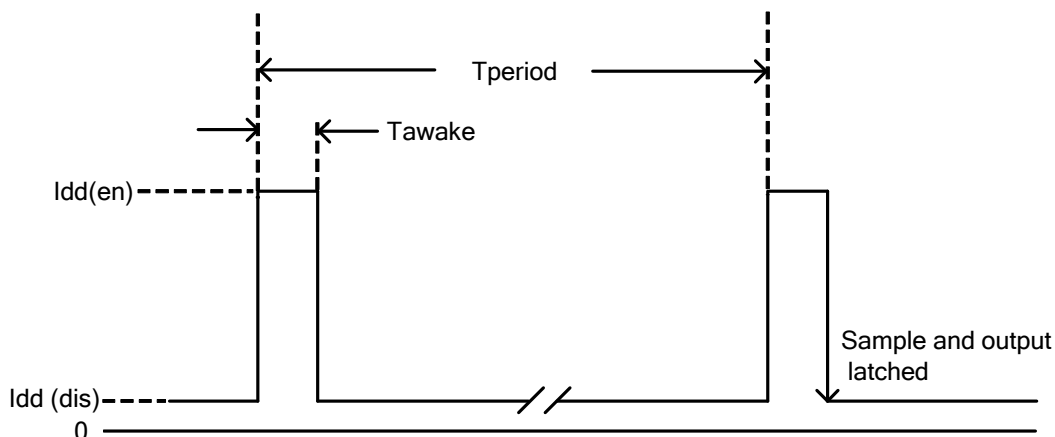 Tperiod
Tawake
Idd(en)
Sample and output
latched
Idd (dis)
0